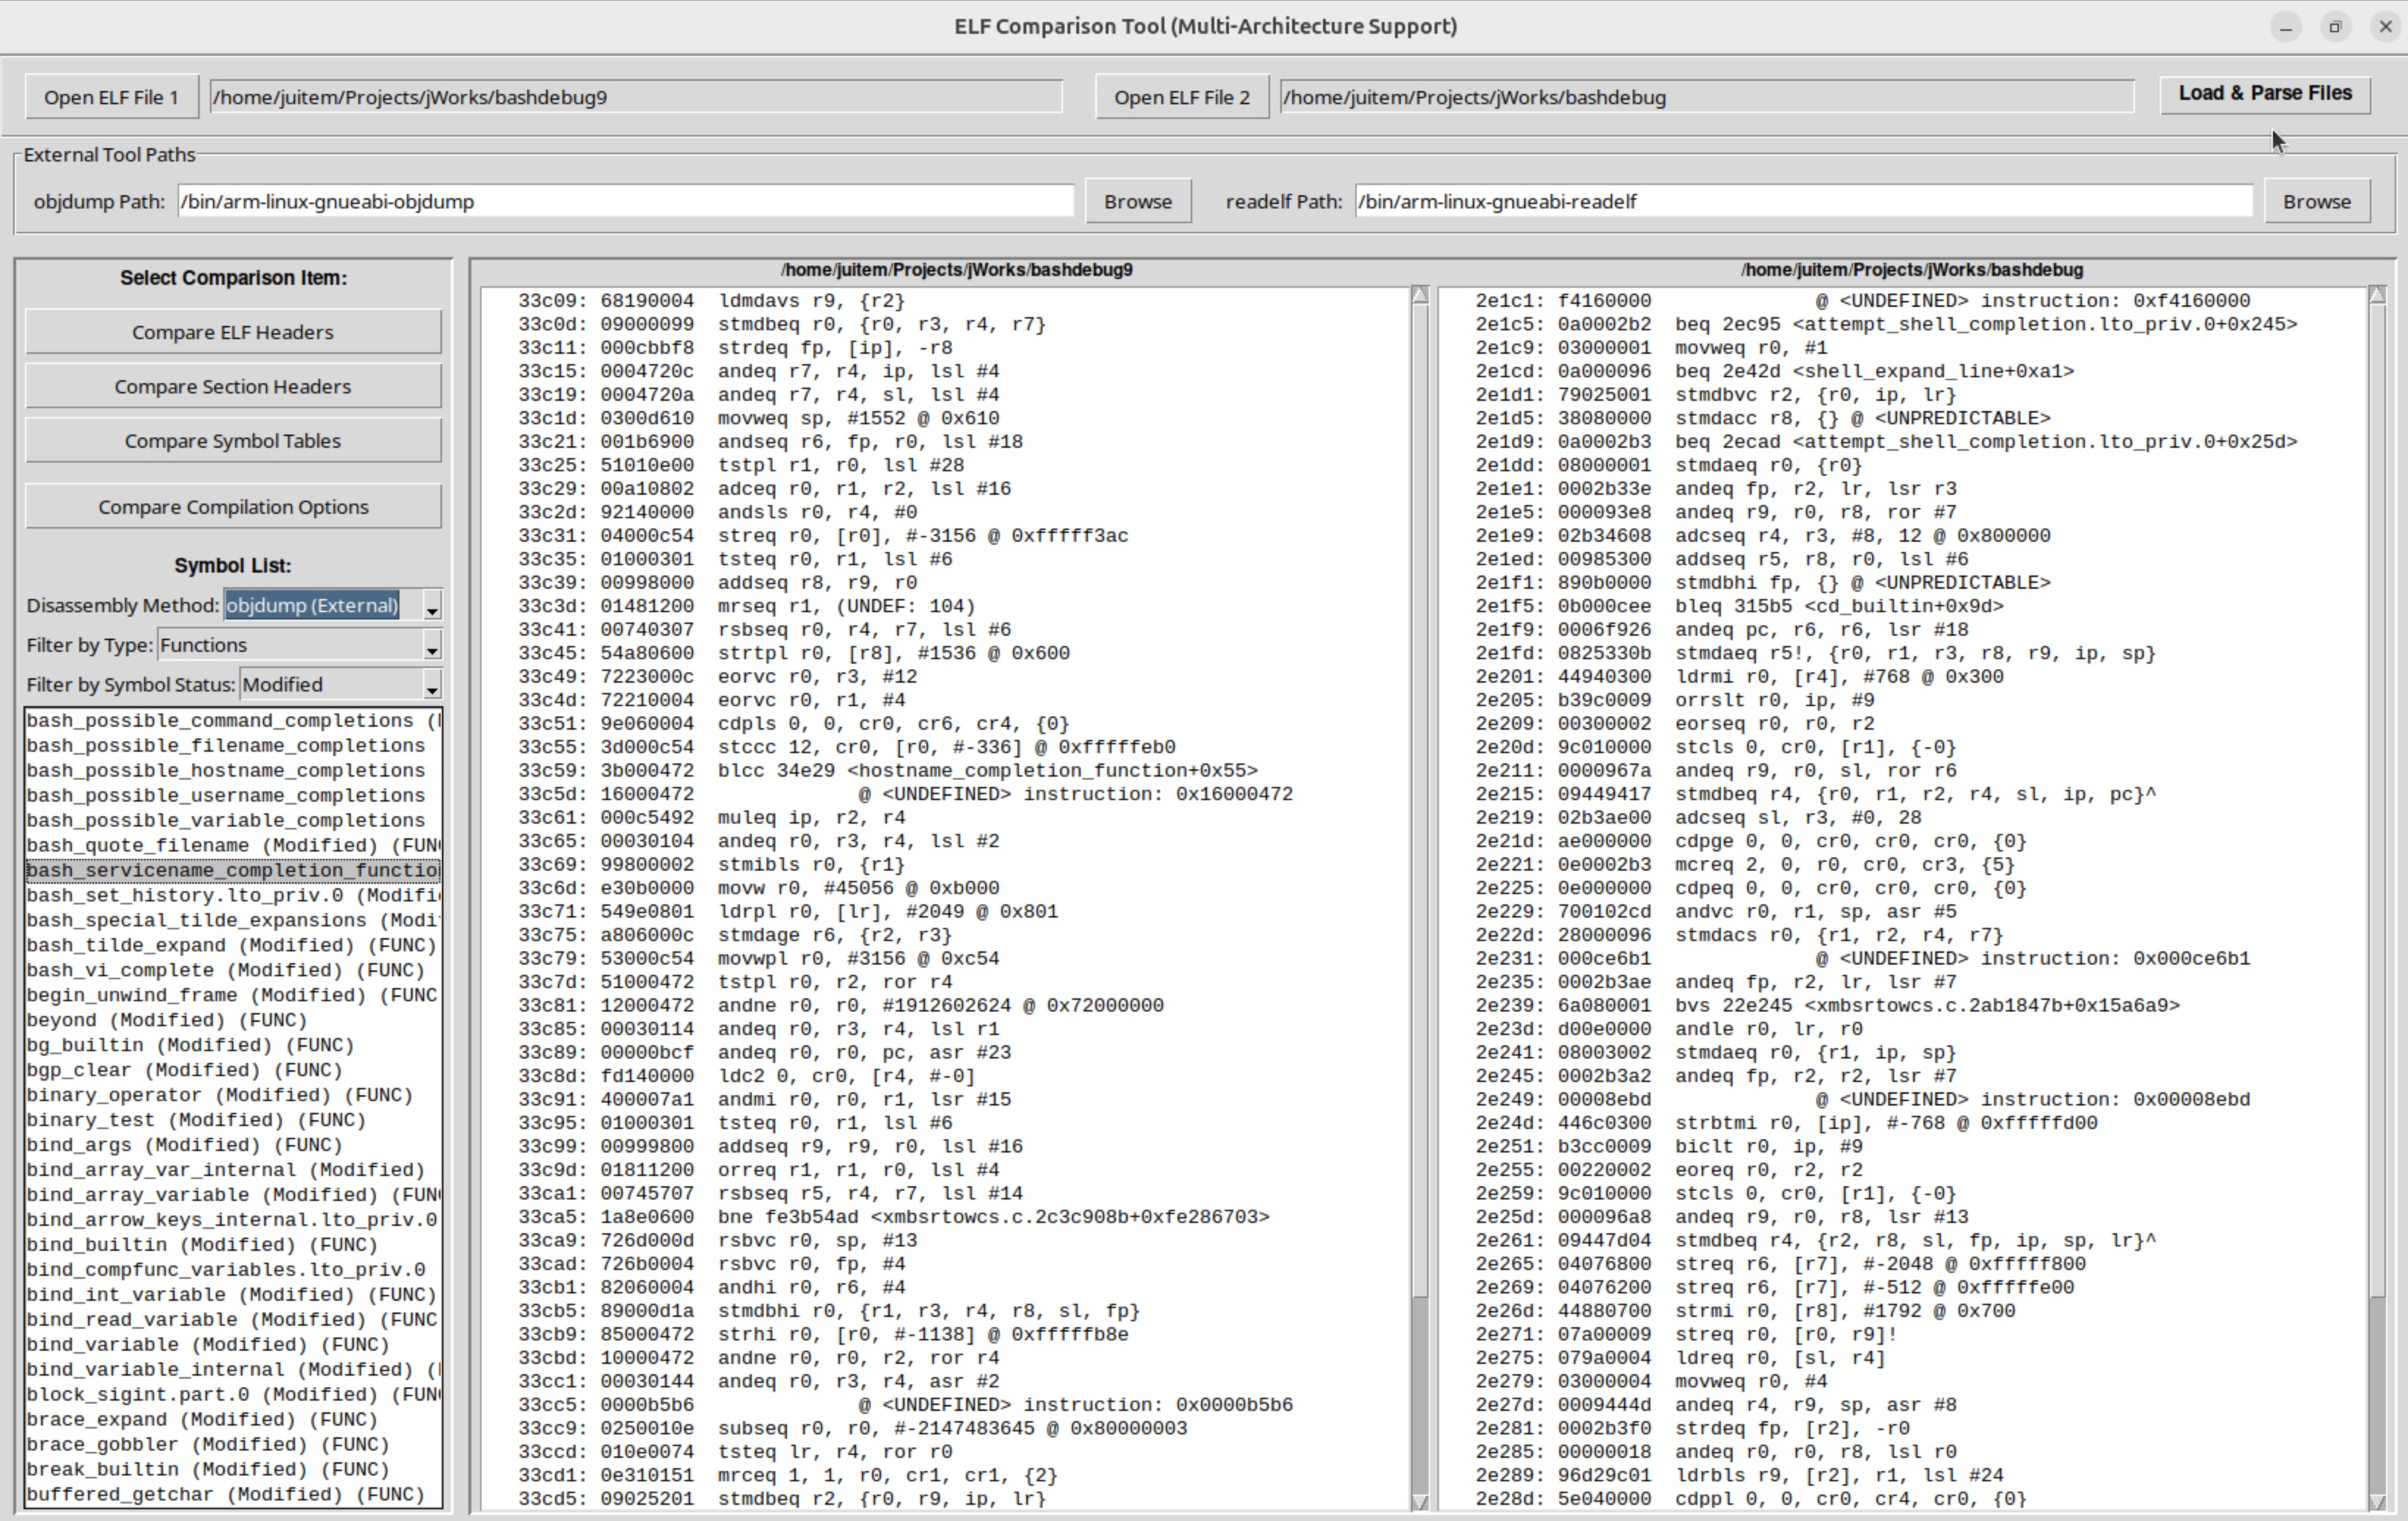 ELF Comparison Tool (Multi-Architecture Support)
Open ELF File 1
/home/juitem/Projects/jWorks/bashdebug9
Open ELF File 2
/home/juitem/Projects/jWorks/bashdebug
Load & Parse Files
External Tool Paths
objdump Path:
/bin/arm-linux-gnueabi-objdump
Browse
readelf Path:
/bin/arm-linux-gnueabi-readelf
Browse
Select Comparison Item:
Compare ELF Headers
Compare Section Headers
Compare Symbol Tables
Compare Compilation Options
Symbol List:
Disassembly Method: objdump (External)
Filter by Type: Functions
Filter by Symbol Status: Modified
bash_possible_command_completions (
bash_possible_filename_completions
bash_possible_hostname_completions
bash_possible_username_completions
bash_possible_variable_completions
bash_quote_filename (Modified) (FUN
bash_servicename_completion_functio
bash_set_history.lto_priv.0 (Modifi
bash_special_tilde_expansions (Modi
bash_tilde_expand (Modified) (FUNC)
bash_vi_complete (Modified) (FUNC)
begin_unwind_frame (Modified) (FUNC
beyond (Modified) (FUNC)
bg_builtin (Modified) (FUNC)
bgp_clear (Modified) (FUNC)
binary_operator (Modified) (FUNC)
binary_test (Modified) (FUNC)
bind_args (Modified) (FUNC)
bind_array_var_internal (Modified)
bind_array_variable (Modified) (FUN
bind_arrow_keys_internal.lto_priv.0
bind_builtin (Modified) (FUNC)
bind_compfunc_variables.lto_priv.0
bind_int_variable (Modified) (FUNC)
bind_read_variable (Modified) (FUNC
bind_variable (Modified) (FUNC)
bind_variable_internal (Modified) (
block_sigint.part.0 (Modified) (FUN
brace_expand (Modified) (FUNC)
brace_gobbler (Modified) (FUNC)
break_builtin (Modified) (FUNC)
buffered_getchar (Modified) (FUNC)
/home/juitem/Projects/jWorks/bashdebug9
33c09: 68190004 ldmdavs r9, {r2}
33c0d: 09000099 stmdbeq r0, {r0, r3, r4, r7}
33c11: 000cbbf8 strdeq fp, [ip], -r8
33c15: 0004720c andeq r7, r4, ip, lsl #4
33c19: 0004720a andeq r7, r4, sl, lsl #4
33c1d: 0300d610 movweq sp, #1552 @ 0x610
33c21: 001b6900 andseq r6, fp, r0, lsl #18
33c25: 51010e00 tstpl r1, r0, lsl #28
33c29: 00a10802 adceq r0, r1, r2, lsl #16
33c2d: 92140000 andsls r0, r4, #0
33c31: 04000c54 streq r0, [r0], #-3156 @ 0xfffff3ac
33c35: 01000301 tsteq r0, r1, lsl #6
33c39: 00998000 addseq r8, r9, r0
33c3d: 01481200 mrseq r1, (UNDEF: 104)
33c41: 00740307 rsbseq r0, r4, r7, lsl #6
33c45: 54a80600 strtpl r0, [r8], #1536 @ 0x600
33c49: 7223000c eorvc r0, r3, #12
33c4d: 72210004 eorvc r0, r1, #4
33c51: 9e060004 cdpls 0, 0, cr0, cr6, cr4, {0}
33c55: 3d000c54 stccc 12, cr0, [r0, #-336] @ 0xfffffeb0
33c59: 3b000472 blcc 34e29 <hostname_completion_function+0x55>
33c5d: 16000472 @ <UNDEFINED> instruction: 0x16000472
33c61: 000c5492 muleq ip, r2, r4
33c65: 00030104 andeq r0, r3, r4, lsl #2
33c69: 99800002 stmibls r0, {r1}
33c6d: e30b0000 movw r0, #45056 @ 0xb000
33c71: 549e0801 ldrpl r0, [lr], #2049 @ 0x801
33c75: a806000c stmdage r6, {r2, r3}
33c79: 53000c54 movwpl r0, #3156 @ 0xc54
33c7d: 51000472 tstpl r0, r2, ror r4
33c81: 12000472 andne r0, r0, #1912602624 @ 0x72000000
33c85: 00030114 andeq r0, r3, r4, lsl r1
33c89: 00000bcf andeq r0, r0, pc, asr #23
33c8d: fd140000 ldc2 0, cr0, [r4, #-0]
33c91: 400007a1 andmi r0, r0, r1, lsr #15
33c95: 01000301 tsteq r0, r1, lsl #6
33c99: 00999800 addseq r9, r9, r0, lsl #16
33c9d: 01811200 orreq r1, r1, r0, lsl #4
33ca1: 00745707 rsbseq r5, r4, r7, lsl #14
33ca5: 1a8e0600 bne fe3b54ad <xmbsrtowcs.c.2c3c908b+0xfe286703>
33ca9: 726d000d rsbvc r0, sp, #13
33cad: 726b0004 rsbvc r0, fp, #4
33cb1: 82060004 andhi r0, r6, #4
33cb5: 89000d1a stmdbhi r0, {r1, r3, r4, r8, sl, fp}
33cb9: 85000472 strhi r0, [r0, #-1138] @ 0xfffffb8e
33cbd: 10000472 andne r0, r0, r2, ror r4
33cc1: 00030144 andeq r0, r3, r4, asr #2
33cc5: 0000b5b6 @ <UNDEFINED> instruction: 0x0000b5b6
33cc9: 0250010e subseq r0, r0, #-2147483645 @ 0x80000003
33ccd: 010e0074 tsteq lr, r4, ror r0
33cd1: 0e310151 mrceq 1, 1, r0, cr1, cr1, {2}
33cd5: 09025201 stmdbeq r2, {r0, r9, ip, lr}
/home/juitem/Projects/jWorks/bashdebug
2e1c1: f4160000 @ <UNDEFINED> instruction: 0xf4160000
2e1c5: 0a0002b2 beq 2ec95 <attempt_shell_completion.lto_priv.0+0x245>
2e1c9: 03000001 movweq r0, #1
2e1cd: 0a000096 beq 2e42d <shell_expand_line+0xa1>
2e1d1: 79025001 stmdbvc r2, {r0, ip, lr}
2e1d5: 38080000 stmdacc r8, {} @ <UNPREDICTABLE>
2e1d9: 0a0002b3 beq 2ecad <attempt_shell_completion.lto_priv.0+0x25d>
2e1dd: 08000001 stmdaeq r0, {r0}
2e1e1: 0002b33e andeq fp, r2, lr, lsr r3
2e1e5: 000093e8 andeq r9, r0, r8, ror #7
2e1e9: 02b34608 adcseq r4, r3, #8, 12 @ 0x800000
2e1ed: 00985300 addseq r5, r8, r0, lsl #6
2e1f1: 890b0000 stmdbhi fp, {} @ <UNPREDICTABLE>
2e1f5: 0b000cee bleq 315b5 <cd_builtin+0x9d>
2e1f9: 0006f926 andeq pc, r6, r6, lsr #18
2e1fd: 0825330b stmdaeq r5!, {r0, r1, r3, r8, r9, ip, sp}
2e201: 44940300 ldrmi r0, [r4], #768 @ 0x300
2e205: b39c0009 orrslt r0, ip, #9
2e209: 00300002 eorseq r0, r0, r2
2e20d: 9c010000 stcls 0, cr0, [r1], {-0}
2e211: 0000967a andeq r9, r0, sl, ror r6
2e215: 09449417 stmdbeq r4, {r0, r1, r2, r4, sl, ip, pc}^
2e219: 02b3ae00 adcseq sl, r3, #0, 28
2e21d: ae000000 cdpge 0, 0, cr0, cr0, cr0, {0}
2e221: 0e0002b3 mcreq 2, 0, r0, cr0, cr3, {5}
2e225: 0e000000 cdpeq 0, 0, cr0, cr0, cr0, {0}
2e229: 700102cd andvc r0, r1, sp, asr #5
2e22d: 28000096 stmdacs r0, {r1, r2, r4, r7}
2e231: 000ce6b1 @ <UNDEFINED> instruction: 0x000ce6b1
2e235: 0002b3ae andeq fp, r2, lr, lsr #7
2e239: 6a080001 bvs 22e245 <xmbsrtowcs.c.2ab1847b+0x15a6a9>
2e23d: d00e0000 andle r0, lr, r0
2e241: 08003002 stmdaeq r0, {r1, ip, sp}
2e245: 0002b3a2 andeq fp, r2, r2, lsr #7
2e249: 00008ebd @ <UNDEFINED> instruction: 0x00008ebd
2e24d: 446c0300 strbtmi r0, [ip], #-768 @ 0xfffffd00
2e251: b3cc0009 biclt r0, ip, #9
2e255: 00220002 eoreq r0, r2, r2
2e259: 9c010000 stcls 0, cr0, [r1], {-0}
2e25d: 000096a8 andeq r9, r0, r8, lsr #13
2e261: 09447d04 stmdbeq r4, {r2, r8, sl, fp, ip, sp, lr}^
2e265: 04076800 streq r6, [r7], #-2048 @ 0xfffff800
2e269: 04076200 streq r6, [r7], #-512 @ 0xfffffe00
2e26d: 44880700 strmi r0, [r8], #1792 @ 0x700
2e271: 07a00009 streq r0, [r0, r9]!
2e275: 079a0004 ldreq r0, [sl, r4]
2e279: 03000004 movweq r0, #4
2e27d: 0009444d andeq r4, r9, sp, asr #8
2e281: 0002b3f0 strdeq fp, [r2], -r0
2e285: 00000018 andeq r0, r0, r8, lsl r0
2e289: 96d29c01 ldrbls r9, [r2], r1, lsl #24
2e28d: 5e040000 cdppl 0, 0, cr0, cr4, cr0, {0}